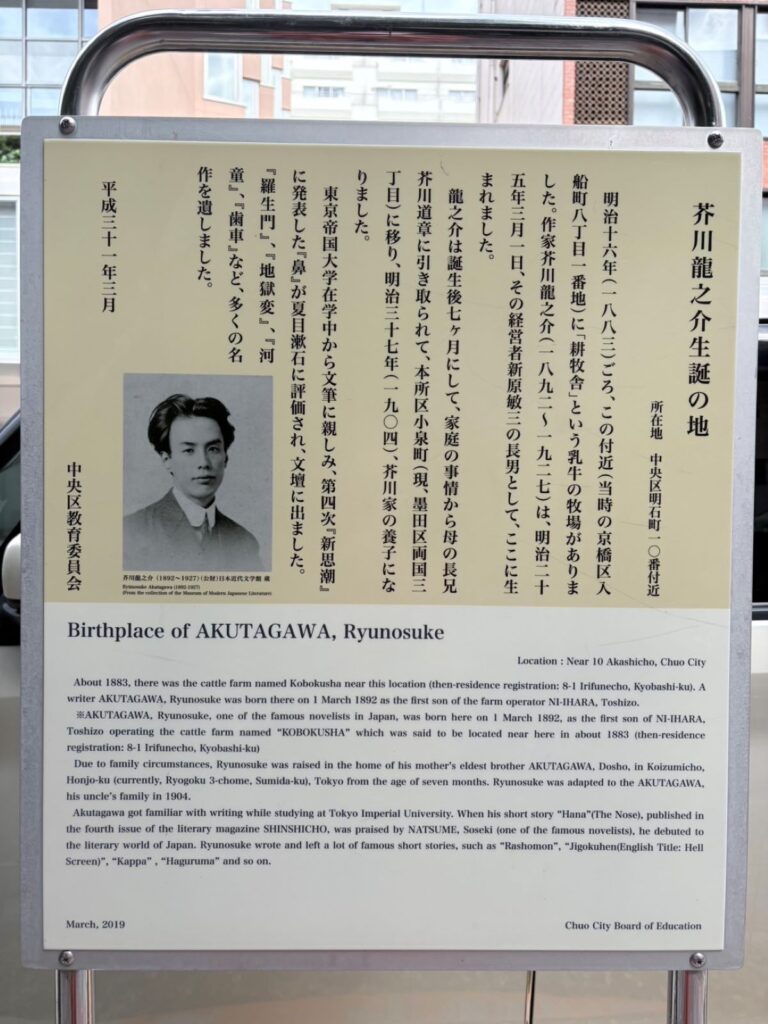 芥川龍之介生誕の地
所在地　中央区明石町一〇番付近
明治十六年(一八八三)ごろ、この付近(当時の京橋区入
船町八丁目一番地)に「耕牧舎」という乳牛の牧場がありま
した。作家芥川龍之介(一八九二〜一九二七)は、明治二十
五年三月一日、その経営者新原敏三の長男として、ここに生
まれました。
龍之介は誕生後七ヶ月にして、家庭の事情から母の長兄
芥川道章に引き取られて、本所区小泉町(現、墨田区両国三
丁目)に移り、明治三十七年(一九〇四)、芥川家の養子にな
りました。
東京帝国大学在学中から文筆に親しみ、第四次『新思潮』
に発表した『鼻』が夏目漱石に評価され、文壇に出ました。
『羅生門』、『地獄変』、『河
童』、『歯車』など、多くの名
作を遺しました。
平成三十一年三月
中央区教育委員会
芥川龍之介（1892〜1927）（公財）日本近代文学館 蔵
Ryunosuke Akutagawa (1892-1927)
(From the collection of the Museum of Modern Japanese Literature)
Birthplace of AKUTAGAWA, Ryunosuke
Location : Near 10 Akashicho, Chuo City
About 1883, there was the cattle farm named Kobokusha near this location (then-residence registration: 8-1 Irifunecho, Kyobashi-ku). A
writer AKUTAGAWA, Ryunosuke was born there on 1 March 1892 as the first son of the farm operator NI-IHARA, Toshizo.
※AKUTAGAWA, Ryunosuke, one of the famous novelists in Japan, was born here on 1 March 1892, as the first son of NI-IHARA,
Toshizo operating the cattle farm named “KOBOKUSHA” which was said to be located near here in about 1883 (then-residence
registration: 8-1 Irifunecho, Kyobashi-ku)
Due to family circumstances, Ryunosuke was raised in the home of his mother’s eldest brother AKUTAGAWA, Dosho, in Koizumicho,
Honjo-ku (currently, Ryogoku 3-chome, Sumida-ku), Tokyo from the age of seven months. Ryunosuke was adapted to the AKUTAGAWA,
his uncle’s family in 1904.
Akutagawa got familiar with writing while studying at Tokyo Imperial University. When his short story “Hana”(The Nose), published in
the fourth issue of the literary magazine SHINSHICHO, was praised by NATSUME, Soseki (one of the famous novelists), he debuted to
the literary world of Japan. Ryunosuke wrote and left a lot of famous short stories, such as “Rashomon”, “Jigokuhen(English Title: Hell
Screen)”, “Kappa” , “Haguruma” and so on.
March, 2019
Chuo City Board of Education